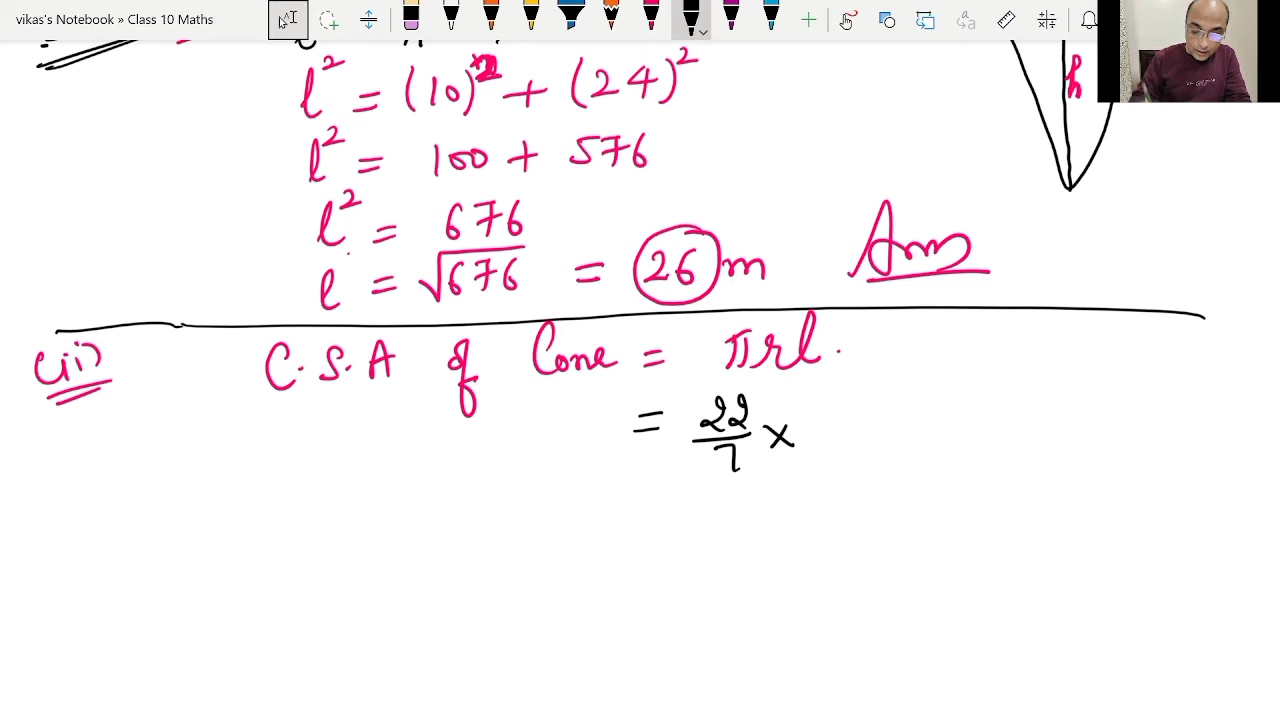 vikas's Notebook » Class 10 Maths
l² = (10)² + (24)²
l² = 100 + 576
l² = 676
l = √676 = 26 m Ans
h
(ii) C.S.A of Cone = πrl.
= 22/7 ×